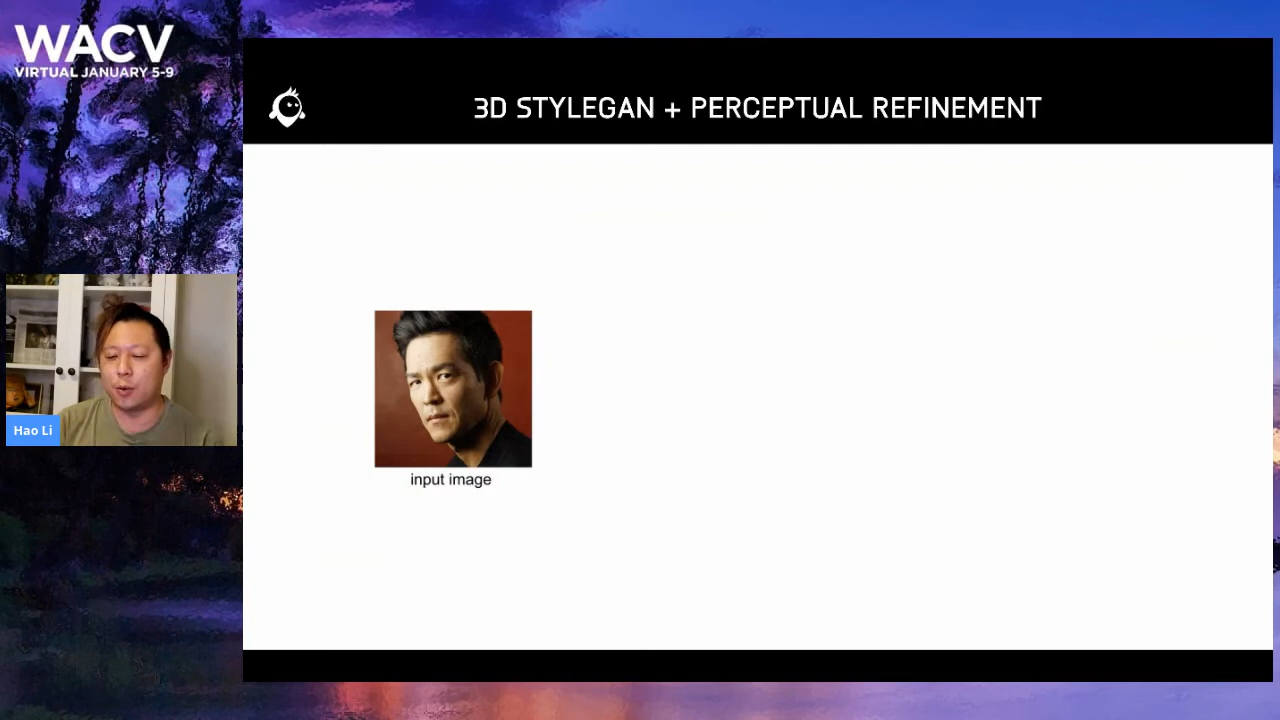 WACV
VIRTUAL JANUARY 5-9
3D STYLEGAN + PERCEPTUAL REFINEMENT
Hao Li
input image